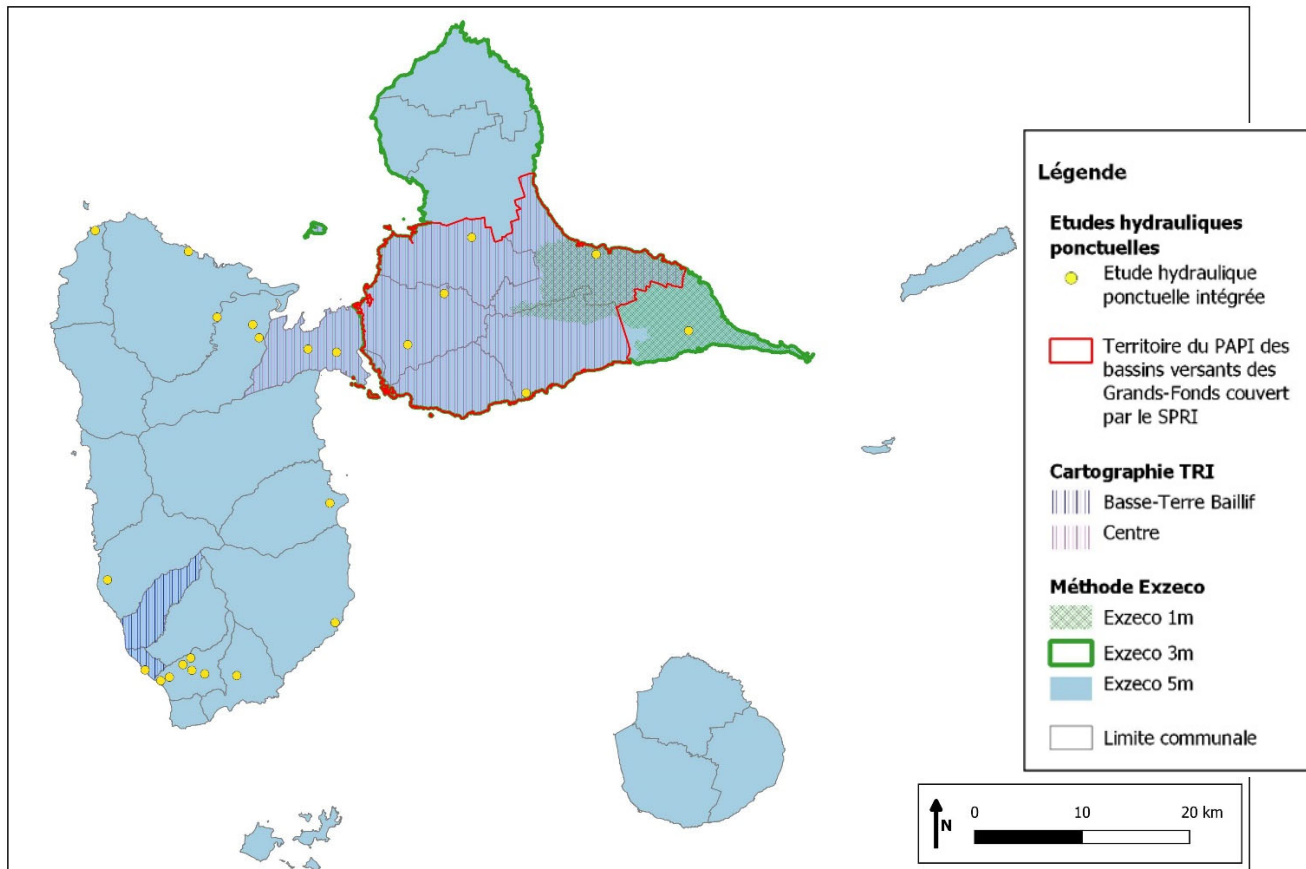 Légende
Etudes hydrauliques
ponctuelles
Etude hydraulique
ponctuelle intégrée
Territoire du PAPI des
bassins versants des
Grands-Fonds couvert
par le SPRI
Cartographie TRI
Basse-Terre Baillif
Centre
Méthode Exzeco
Exzeco 1m
Exzeco 3m
Exzeco 5m
Limite communale
N
0 10 20 km